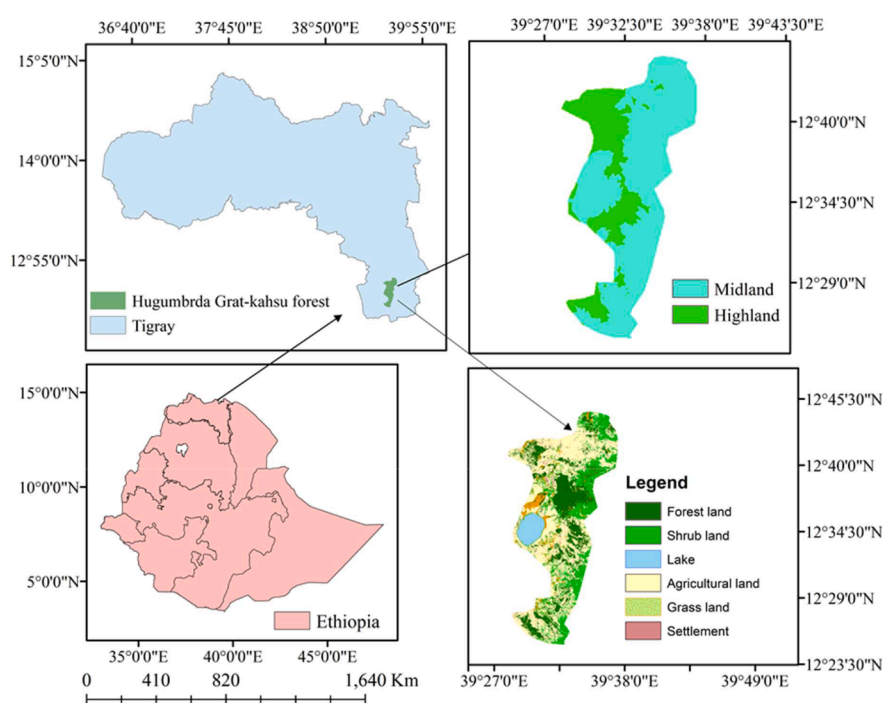 36°40'0"E 37°45'0"E 38°50'0"E 39°55'0"E
15°5'0"N
14°0'0"N
12°55'0"N
Hugumbrda Grat-kahsu forest
Tigray
39°27'0"E 39°32'30"E 39°38'0"E 39°43'30"E
12°40'0"N
12°34'30"N
12°29'0"N
Midland
Highland
15°0'0"N
10°0'0"N
5°0'0"N
Ethiopia
35°0'0"E 40°0'0"E 45°0'0"E
0 410 820 1,640 Km
12°45'30"N
12°40'0"N
12°34'30"N
12°29'0"N
12°23'30"N
Legend
Forest land
Shrub land
Lake
Agricultural land
Grass land
Settlement
39°27'0"E 39°38'0"E 39°49'0"E